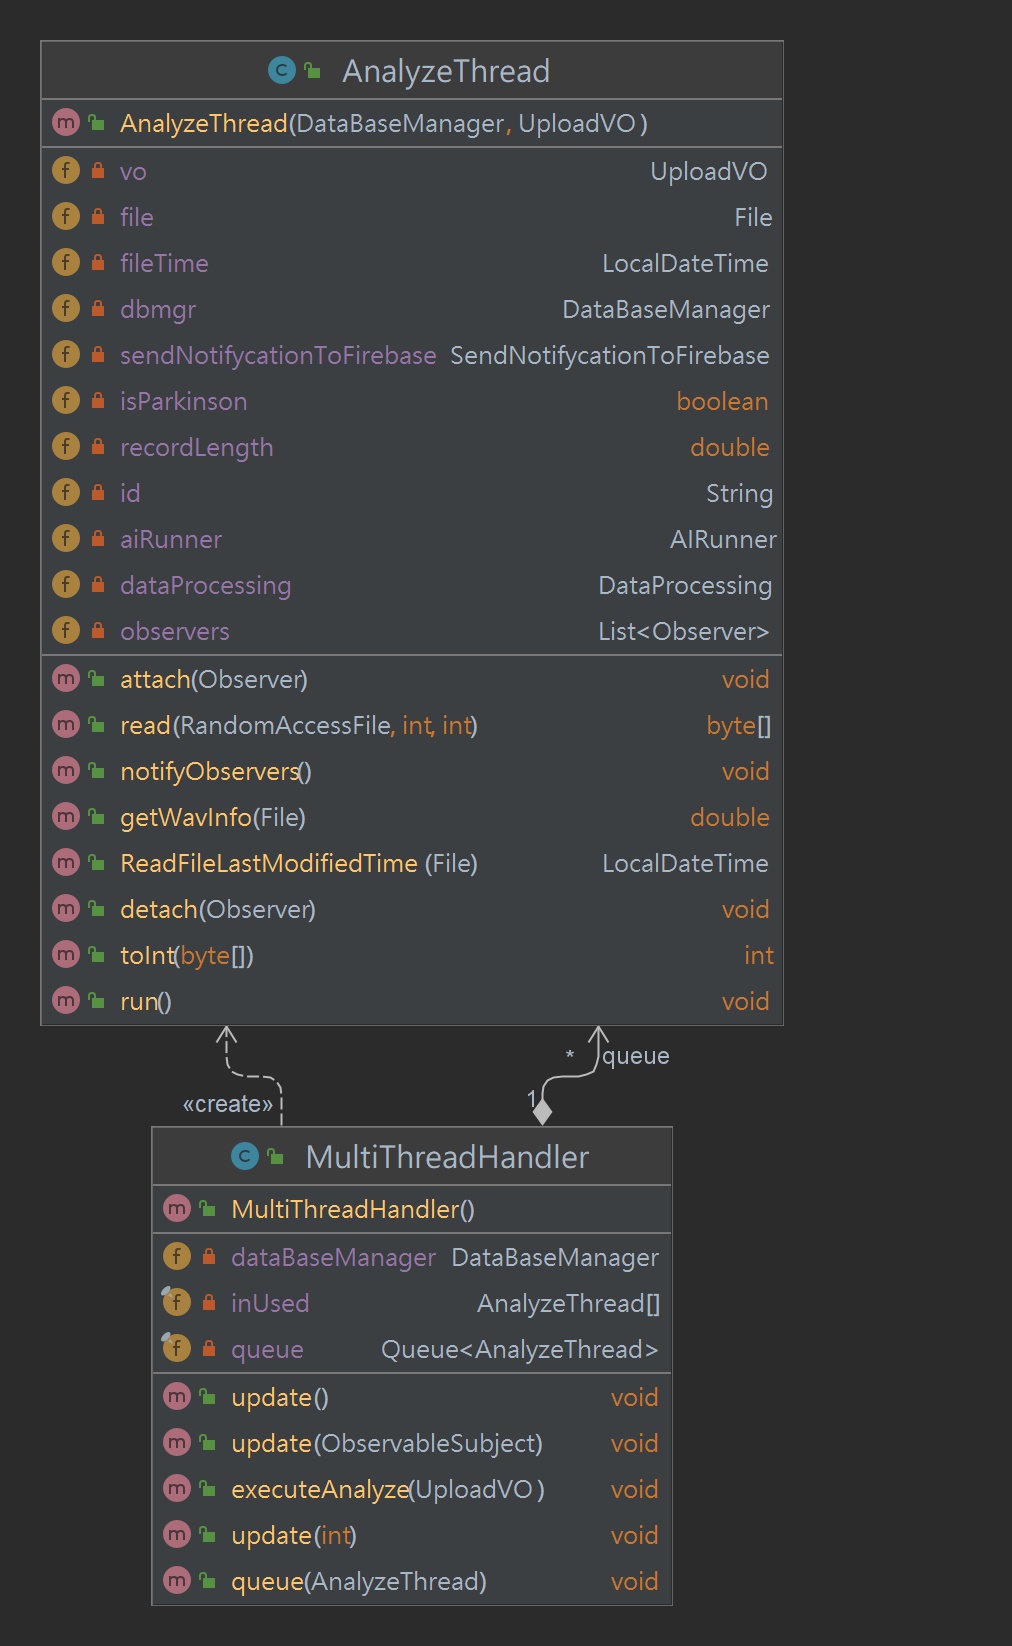 C AnalyzeThread
m AnalyzeThread(DataBaseManager, UploadVO)
f vo UploadVO
f file File
f fileTime LocalDateTime
f dbmgr DataBaseManager
f sendNotifycationToFirebase SendNotifycationToFirebase
f isParkinson boolean
f recordLength double
f id String
f aiRunner AIRunner
f dataProcessing DataProcessing
f observers List<Observer>
m attach(Observer) void
m read(RandomAccessFile, int, int) byte[]
m notifyObservers() void
m getWavInfo(File) double
m ReadFileLastModifiedTime (File) LocalDateTime
m detach(Observer) void
m toInt(byte[]) int
m run() void
* queue
«create» 1
C MultiThreadHandler
m MultiThreadHandler()
f dataBaseManager DataBaseManager
f inUsed AnalyzeThread[]
f queue Queue<AnalyzeThread>
m update() void
m update(ObservableSubject) void
m executeAnalyze(UploadVO) void
m update(int) void
m queue(AnalyzeThread) void